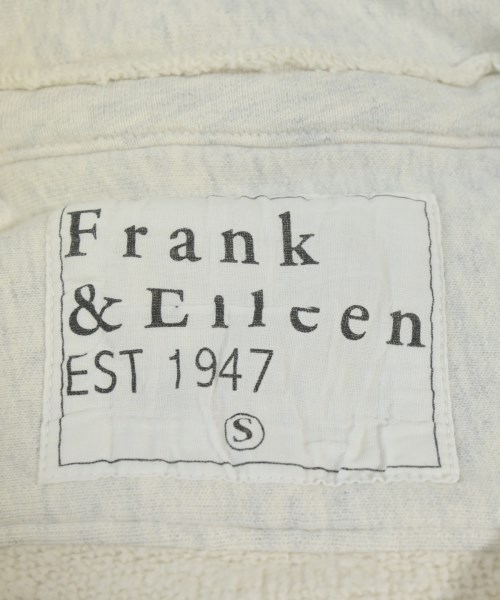 Frank
& Eileen
EST 1947
S